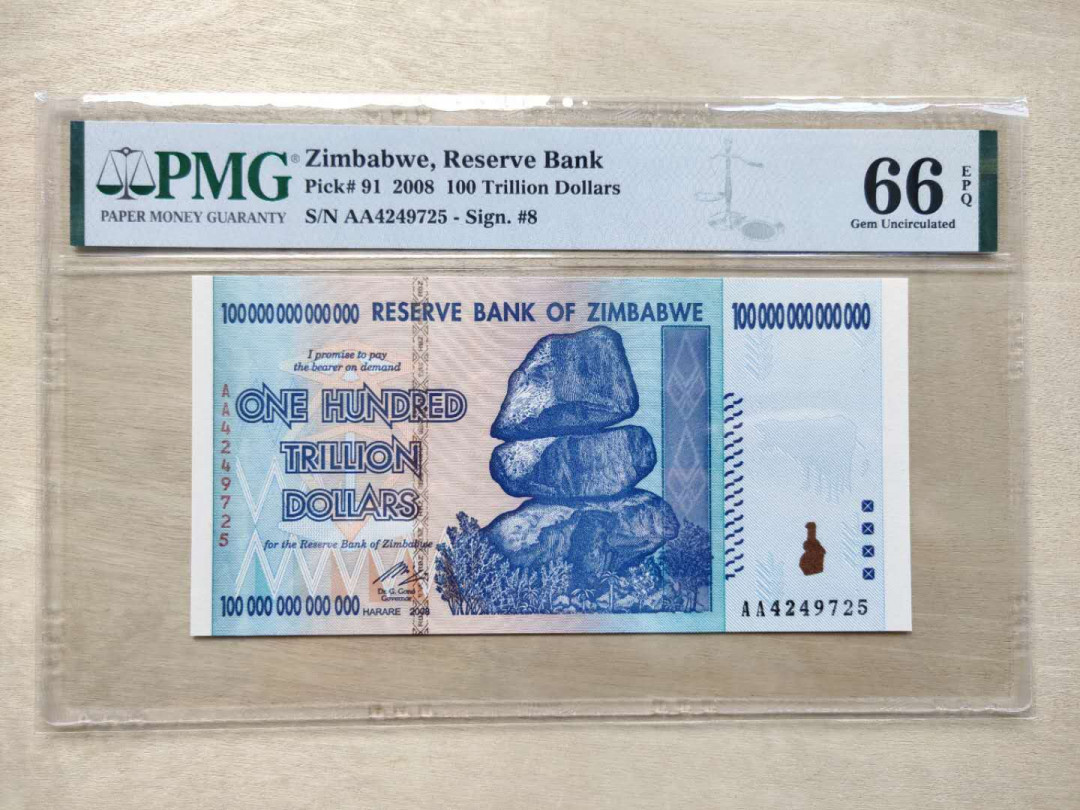 PMG®
PAPER MONEY GUARANTY
Zimbabwe, Reserve Bank
Pick# 91 2008 100 Trillion Dollars
S/N AA4249725 - Sign. #8
66
EPQ
Gem Uncirculated
100 000 000 000 000
RESERVE BANK OF ZIMBABWE
100 000 000 000 000
I promise to pay
the bearer on demand
ONE HUNDRED
TRILLION
DOLLARS
AA4249725
for the Reserve Bank of Zimbabwe
Dr. G. Gono
Governor
100 000 000 000 000
HARARE 2008
AA4249725